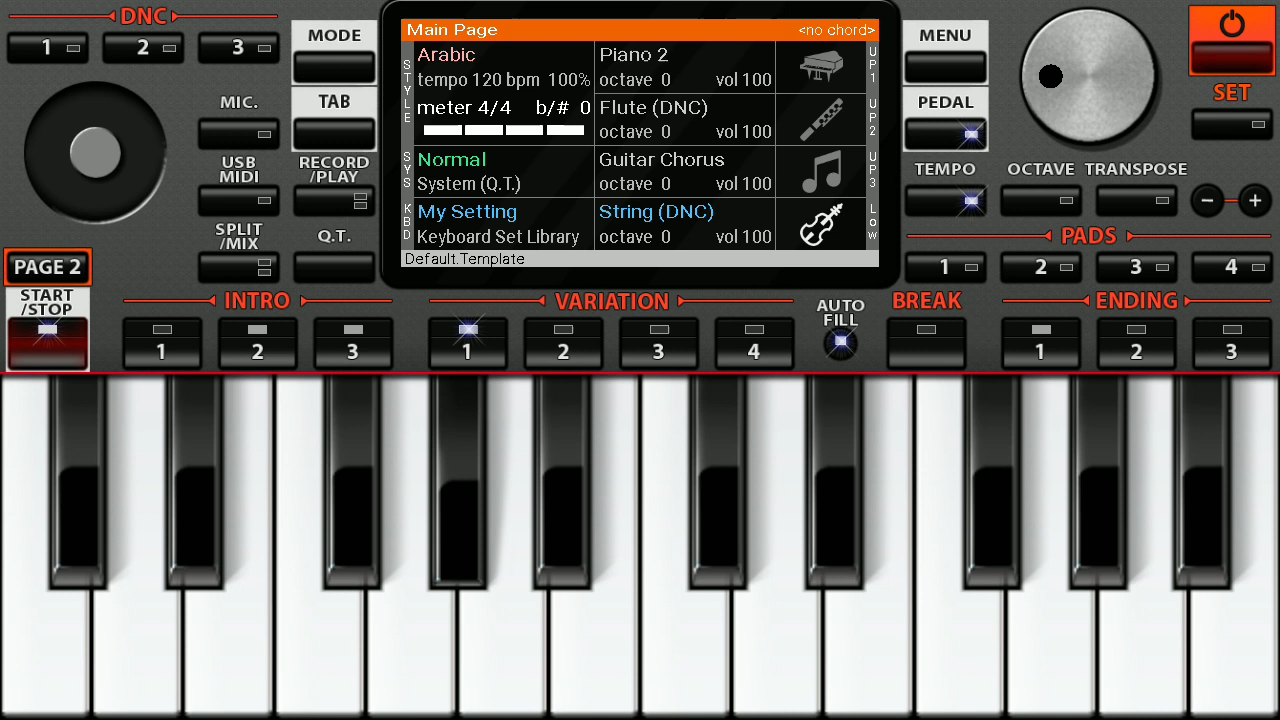 DNC
1 2 3
MODE
MIC.
TAB
USB
MIDI
RECORD
/PLAY
SPLIT
/MIX
Q.T.
PAGE 2
START
/STOP
Main Page <no chord>
STYLE
Arabic
tempo 120 bpm 100%
meter 4/4 b/# 0
SYS
Normal
System (Q.T.)
KBD
My Setting
Keyboard Set Library
Piano 2
octave 0 vol 100
UP1
Flute (DNC)
octave 0 vol 100
UP2
Guitar Chorus
octave 0 vol 100
UP3
String (DNC)
octave 0 vol 100
Low
Default.Template
MENU
PEDAL
SET
TEMPO OCTAVE TRANSPOSE
− +
PADS
1 2 3 4
INTRO
1 2 3
VARIATION
1 2 3 4
AUTO
FILL
BREAK
ENDING
1 2 3